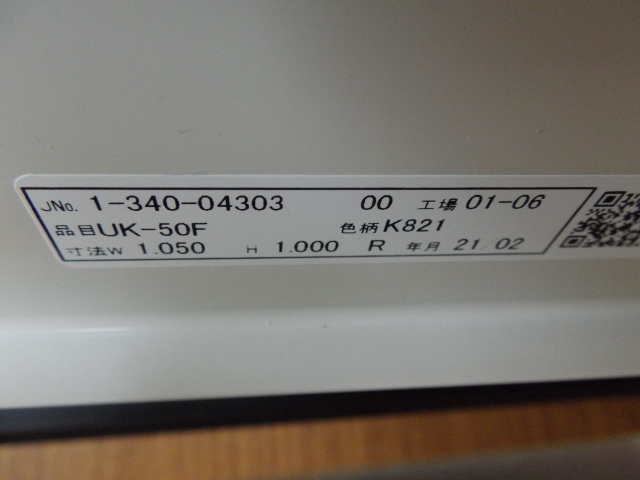 JNo. 1-340-04303 00 工場 01-06
品目 UK-50F 色柄 K821
寸法 W 1.050 H 1.000 R 年月 21/02